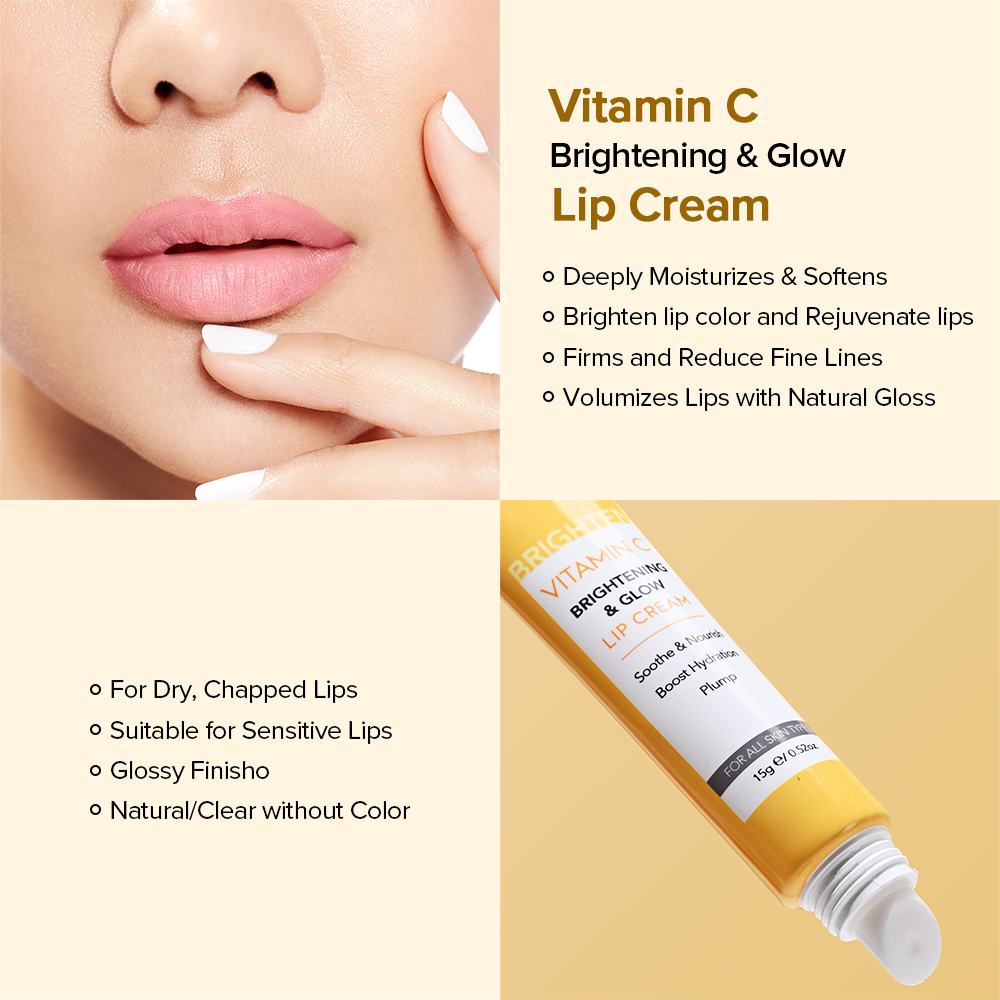 Vitamin C
Brightening & Glow
Lip Cream
Deeply Moisturizes & Softens
Brighten lip color and Rejuvenate lips
Firms and Reduce Fine Lines
Volumizes Lips with Natural Gloss
For Dry, Chapped Lips
Suitable for Sensitive Lips
Glossy Finisho
Natural/Clear without Color
BRIGHTEN
VITAMIN C
BRIGHTENING
& GLOW
LIP CREAM
Soothe & Nourish
Boost Hydration
Plump
FOR ALL SKIN TYPES
15g ℮/ 0.52oz.